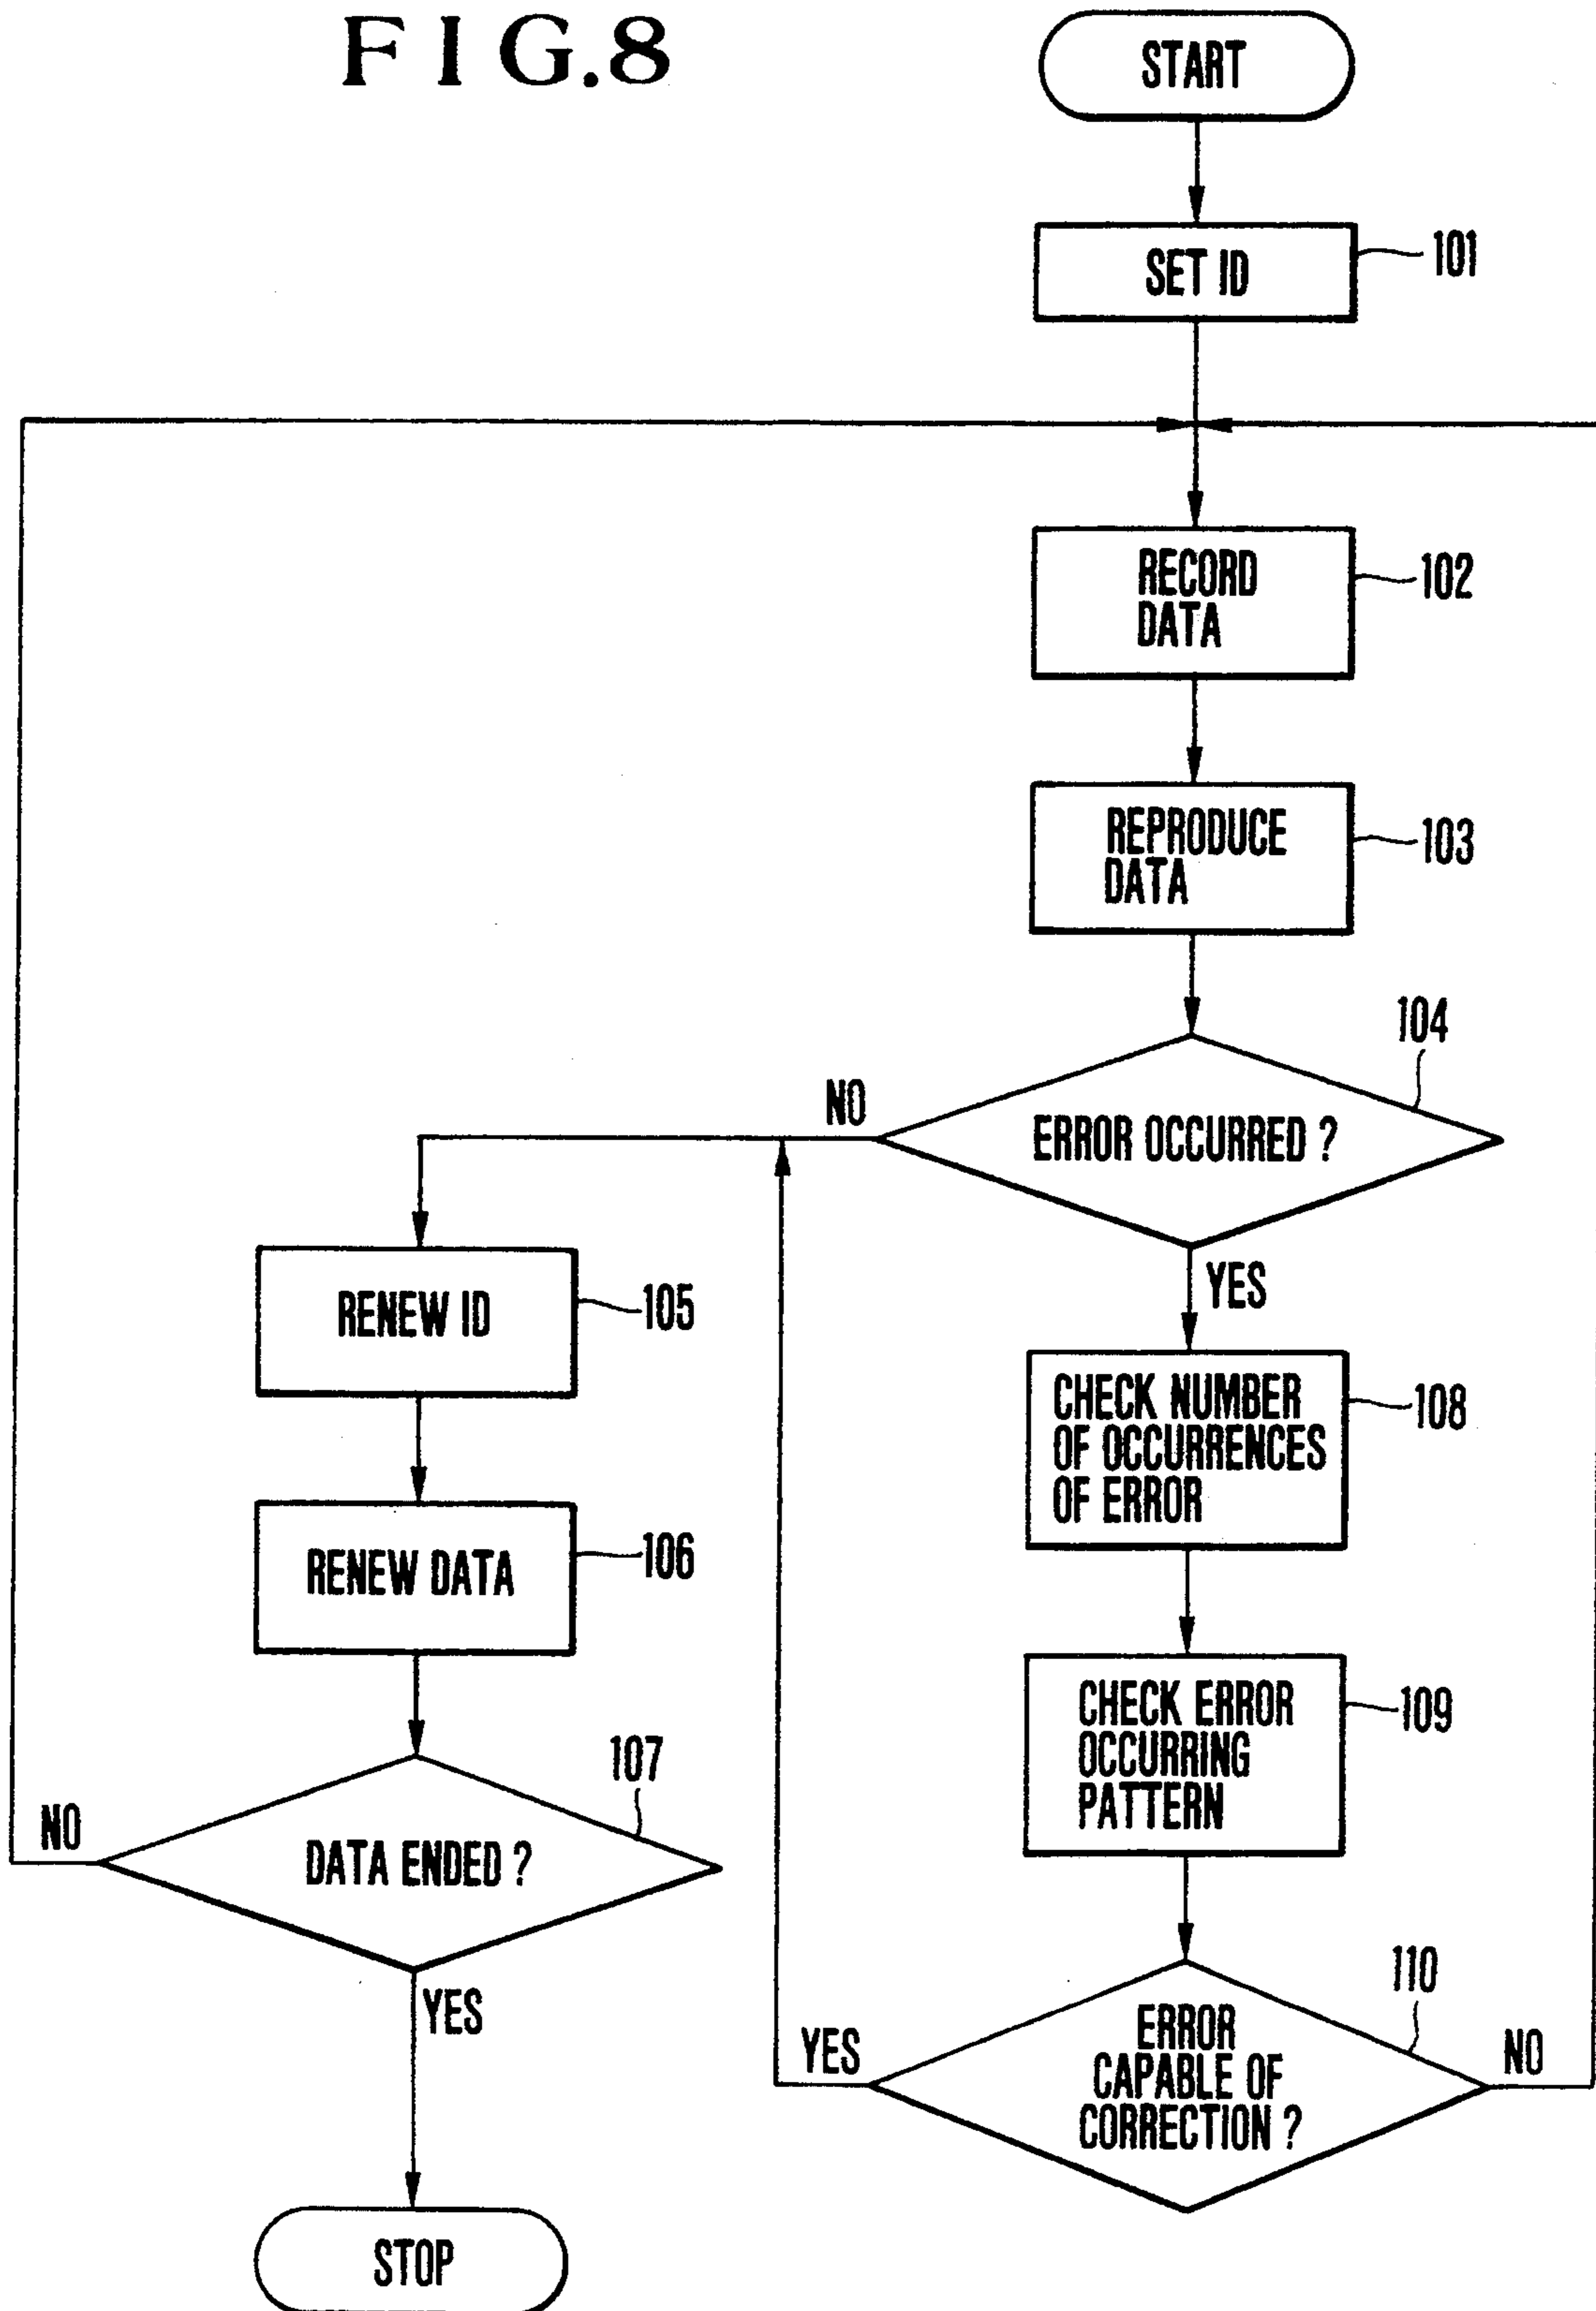 FIG.8
START
SET ID
101
RECORD
DATA
102
REPRODUCE
DATA
103
104
ERROR OCCURRED ?
NO
YES
RENEW ID
105
CHECK NUMBER
OF OCCURRENCES
OF ERROR
108
RENEW DATA
106
CHECK ERROR
OCCURRING
PATTERN
109
107
DATA ENDED ?
NO
YES
110
ERROR
CAPABLE OF
CORRECTION ?
YES
NO
STOP